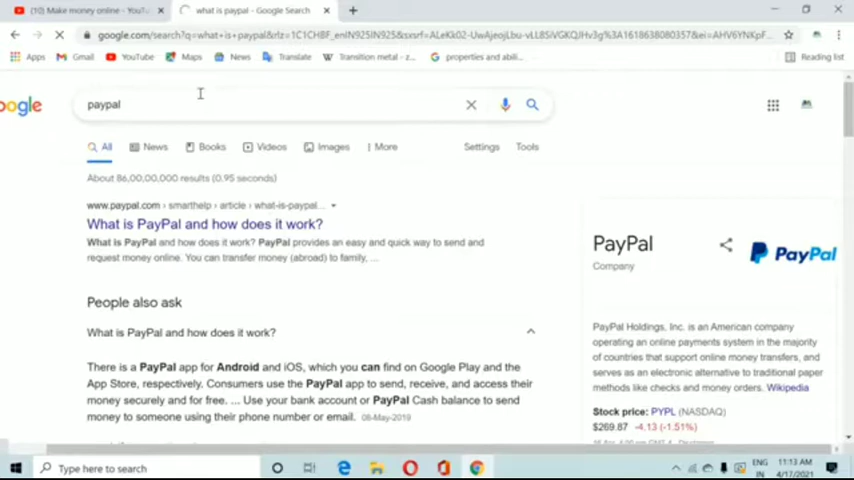 (10) Make money online - YouTu
what is paypal - Google Search
google.com/search?q=what+is+paypal&rlz=1C1CHBF_enIN925IN925&sxsrf=ALeKk02-UwAjeojLbu-vLL8SiVGKQJHv3g%3A1618638080357&ei=AHV6YNKpF...
Apps
Gmail
YouTube
Maps
News
Translate
Transition metal - z...
properties and abili...
Reading list
oogle
paypal
All
News
Books
Videos
Images
More
Settings
Tools
About 86,00,00,000 results (0.95 seconds)
www.paypal.com › smarthelp › article › what-is-paypal...
What is PayPal and how does it work?
What is PayPal and how does it work? PayPal provides an easy and quick way to send and
request money online. You can transfer money (abroad) to family, ...
People also ask
What is PayPal and how does it work?
There is a PayPal app for Android and iOS, which you can find on Google Play and the
App Store, respectively. Consumers use the PayPal app to send, receive, and access their
money securely and for free. ... Use your bank account or PayPal Cash balance to send
money to someone using their phone number or email. 08-May-2019
PayPal
Company
PayPal
PayPal Holdings, Inc. is an American company
operating an online payments system in the majority
of countries that support online money transfers, and
serves as an electronic alternative to traditional paper
methods like checks and money orders. Wikipedia
Stock price: PYPL (NASDAQ)
$269.87 -4.13 (-1.51%)
Type here to search
ENG
IN
11:13 AM
4/17/2021